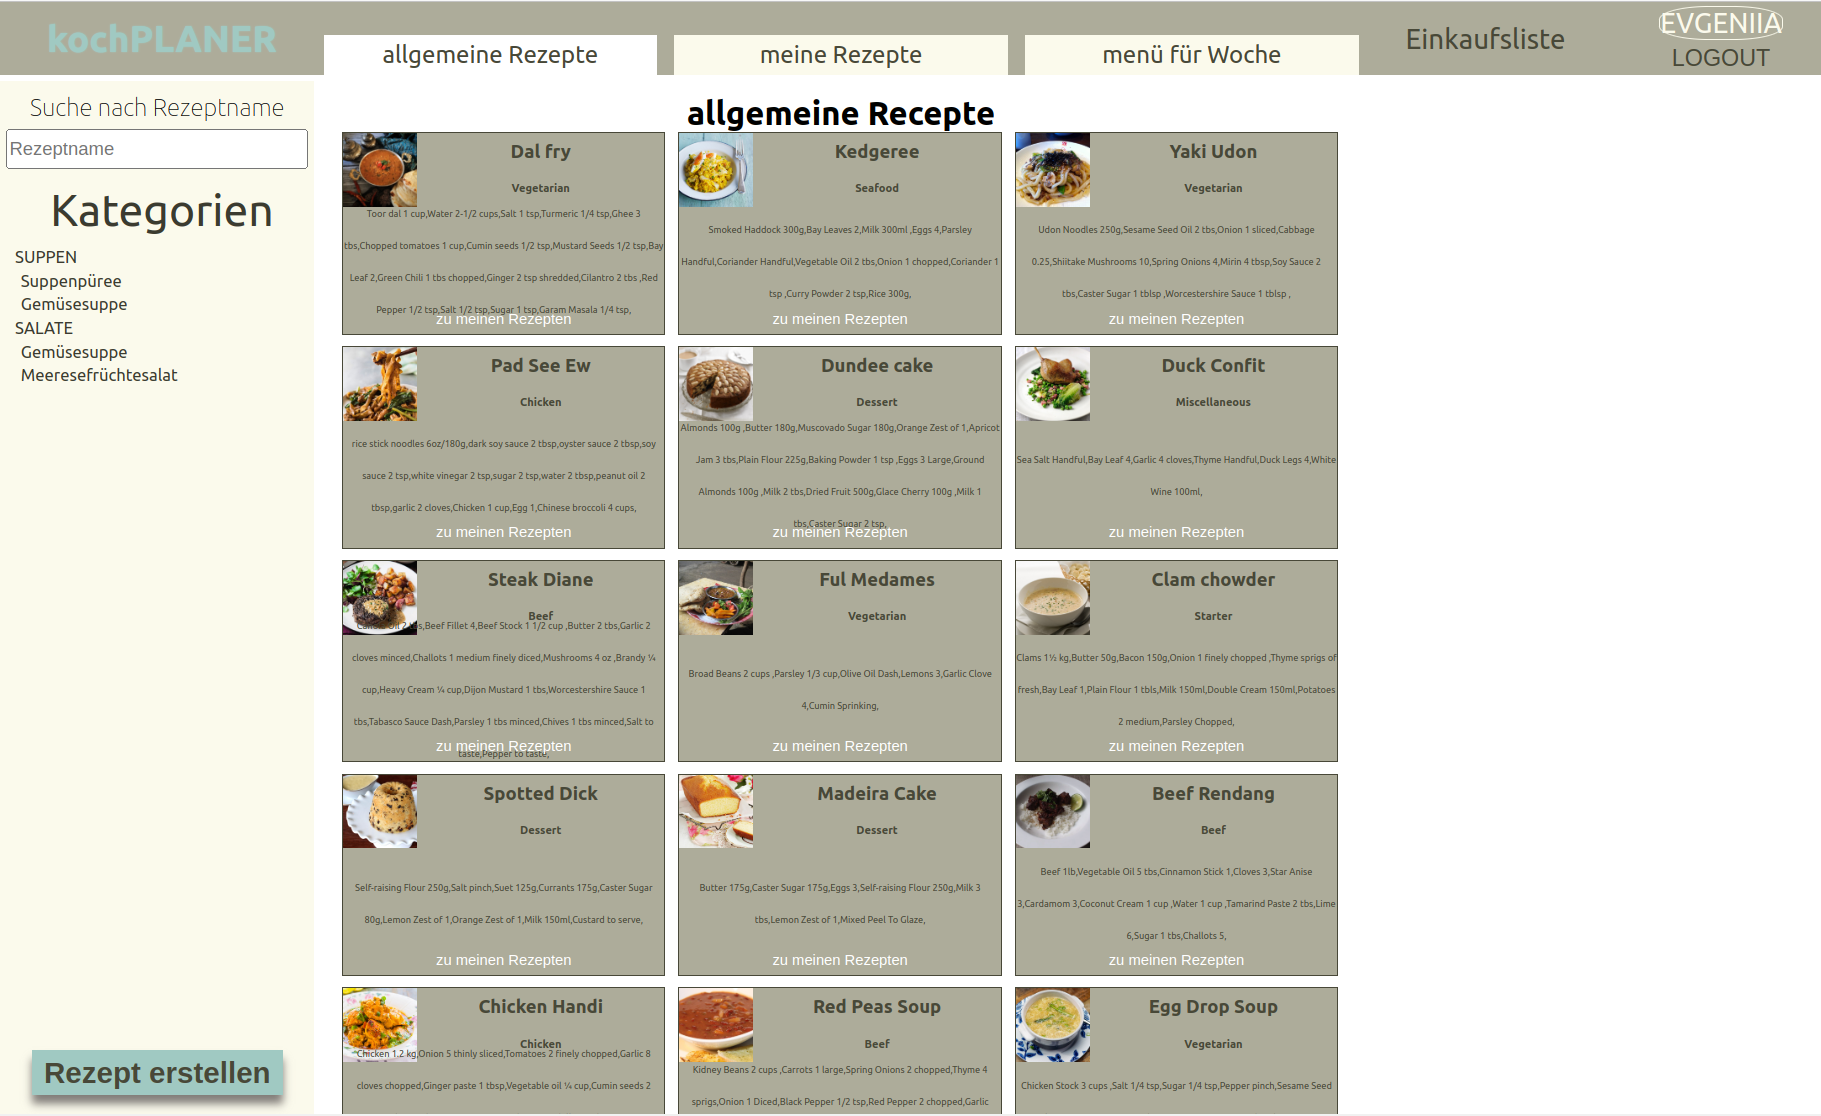 kochPLANER
allgemeine Rezepte
meine Rezepte
menü für Woche
Einkaufsliste
EVGENIIA
LOGOUT
Suche nach Rezeptname
Rezeptname
Kategorien
SUPPEN
Suppenpüree
Gemüsesuppe
SALATE
Gemüsesuppe
Meeresefrüchtesalat
Rezept erstellen
allgemeine Recepte
Dal fry
Vegetarian
Toor dal 1 cup,Water 2-1/2 cups,Salt 1 tsp,Turmeric 1/4 tsp,Ghee 3
tbs,Chopped tomatoes 1 cup,Cumin seeds 1/2 tsp,Mustard Seeds 1/2 tsp,Bay
Leaf 2,Green Chili 1 tbs chopped,Ginger 2 tsp shredded,Cilantro 2 tbs ,Red
Pepper 1/2 tsp,Salt 1/2 tsp,Sugar 1 tsp,Garam Masala 1/4 tsp,
zu meinen Rezepten
Kedgeree
Seafood
Smoked Haddock 300g,Bay Leaves 2,Milk 300ml ,Eggs 4,Parsley
Handful,Coriander Handful,Vegetable Oil 2 tbs,Onion 1 chopped,Coriander 1
tsp ,Curry Powder 2 tsp,Rice 300g,
zu meinen Rezepten
Yaki Udon
Vegetarian
Udon Noodles 250g,Sesame Seed Oil 2 tbs,Onion 1 sliced,Cabbage
0.25,Shiitake Mushrooms 10,Spring Onions 4,Mirin 4 tbsp,Soy Sauce 2
tbs,Caster Sugar 1 tblsp ,Worcestershire Sauce 1 tblsp ,
zu meinen Rezepten
Pad See Ew
Chicken
rice stick noodles 6oz/180g,dark soy sauce 2 tbsp,oyster sauce 2 tbsp,soy
sauce 2 tsp,white vinegar 2 tsp,sugar 2 tsp,water 2 tbsp,peanut oil 2
tbsp,garlic 2 cloves,Chicken 1 cup,Egg 1,Chinese broccoli 4 cups,
zu meinen Rezepten
Dundee cake
Dessert
Almonds 100g ,Butter 180g,Muscovado Sugar 180g,Orange Zest of 1,Apricot
Jam 3 tbs,Plain Flour 225g,Baking Powder 1 tsp ,Eggs 3 Large,Ground
Almonds 100g ,Milk 2 tbs,Dried Fruit 500g,Glace Cherry 100g ,Milk 1
tbs,Caster Sugar 2 tsp,
zu meinen Rezepten
Duck Confit
Miscellaneous
Sea Salt Handful,Bay Leaf 4,Garlic 4 cloves,Thyme Handful,Duck Legs 4,White
Wine 100ml,
zu meinen Rezepten
Steak Diane
Beef
Oil 2 tbs,Beef Fillet 4,Beef Stock 1 1/2 cup ,Butter 2 tbs,Garlic 2
cloves minced,Challots 1 medium finely diced,Mushrooms 4 oz ,Brandy ¼
cup,Heavy Cream ¼ cup,Dijon Mustard 1 tbs,Worcestershire Sauce 1
tbs,Tabasco Sauce Dash,Parsley 1 tbs minced,Chives 1 tbs minced,Salt to
taste,Pepper to taste,
zu meinen Rezepten
Ful Medames
Vegetarian
Broad Beans 2 cups ,Parsley 1/3 cup,Olive Oil Dash,Lemons 3,Garlic Clove
4,Cumin Sprinking,
zu meinen Rezepten
Clam chowder
Starter
Clams 1½ kg,Butter 50g,Bacon 150g,Onion 1 finely chopped ,Thyme sprigs of
fresh,Bay Leaf 1,Plain Flour 1 tbls,Milk 150ml,Double Cream 150ml,Potatoes
2 medium,Parsley Chopped,
zu meinen Rezepten
Spotted Dick
Dessert
Self-raising Flour 250g,Salt pinch,Suet 125g,Currants 175g,Caster Sugar
80g,Lemon Zest of 1,Orange Zest of 1,Milk 150ml,Custard to serve,
zu meinen Rezepten
Madeira Cake
Dessert
Butter 175g,Caster Sugar 175g,Eggs 3,Self-raising Flour 250g,Milk 3
tbs,Lemon Zest of 1,Mixed Peel To Glaze,
zu meinen Rezepten
Beef Rendang
Beef
Beef 1lb,Vegetable Oil 5 tbs,Cinnamon Stick 1,Cloves 3,Star Anise
3,Cardamom 3,Coconut Cream 1 cup ,Water 1 cup ,Tamarind Paste 2 tbs,Lime
6,Sugar 1 tbs,Challots 5,
zu meinen Rezepten
Chicken Handi
Chicken
Chicken 1.2 kg,Onion 5 thinly sliced,Tomatoes 2 finely chopped,Garlic 8
cloves chopped,Ginger paste 1 tbsp,Vegetable oil ¼ cup,Cumin seeds 2
Red Peas Soup
Beef
Kidney Beans 2 cups ,Carrots 1 large,Spring Onions 2 chopped,Thyme 4
sprigs,Onion 1 Diced,Black Pepper 1/2 tsp,Red Pepper 2 chopped,Garlic
Egg Drop Soup
Vegetarian
Chicken Stock 3 cups ,Salt 1/4 tsp,Sugar 1/4 tsp,Pepper pinch,Sesame Seed